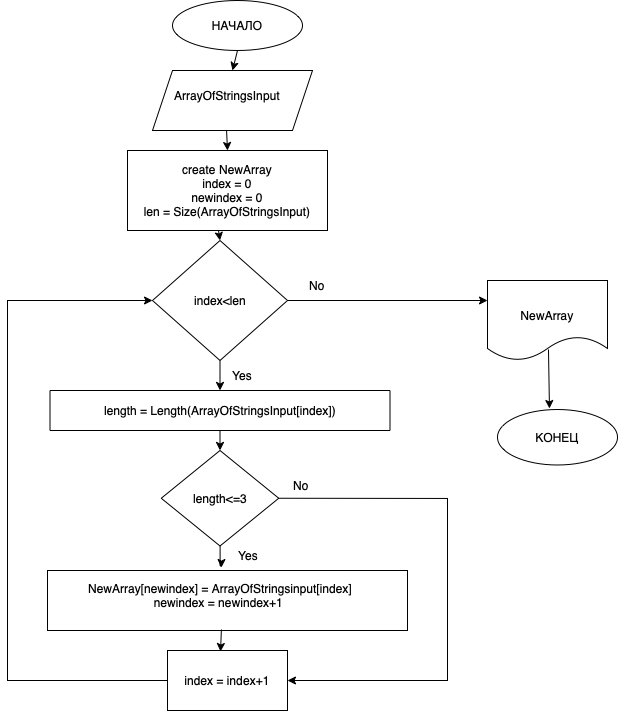 НАЧАЛО
ArrayOfStringsInput
create NewArray
index = 0
newindex = 0
len = Size(ArrayOfStringsInput)
index<len
No
NewArray
Yes
length = Length(ArrayOfStringsInput[index])
КОНЕЦ
length<=3
No
Yes
NewArray[newindex] = ArrayOfStringsinput[index]
newindex = newindex+1
index = index+1